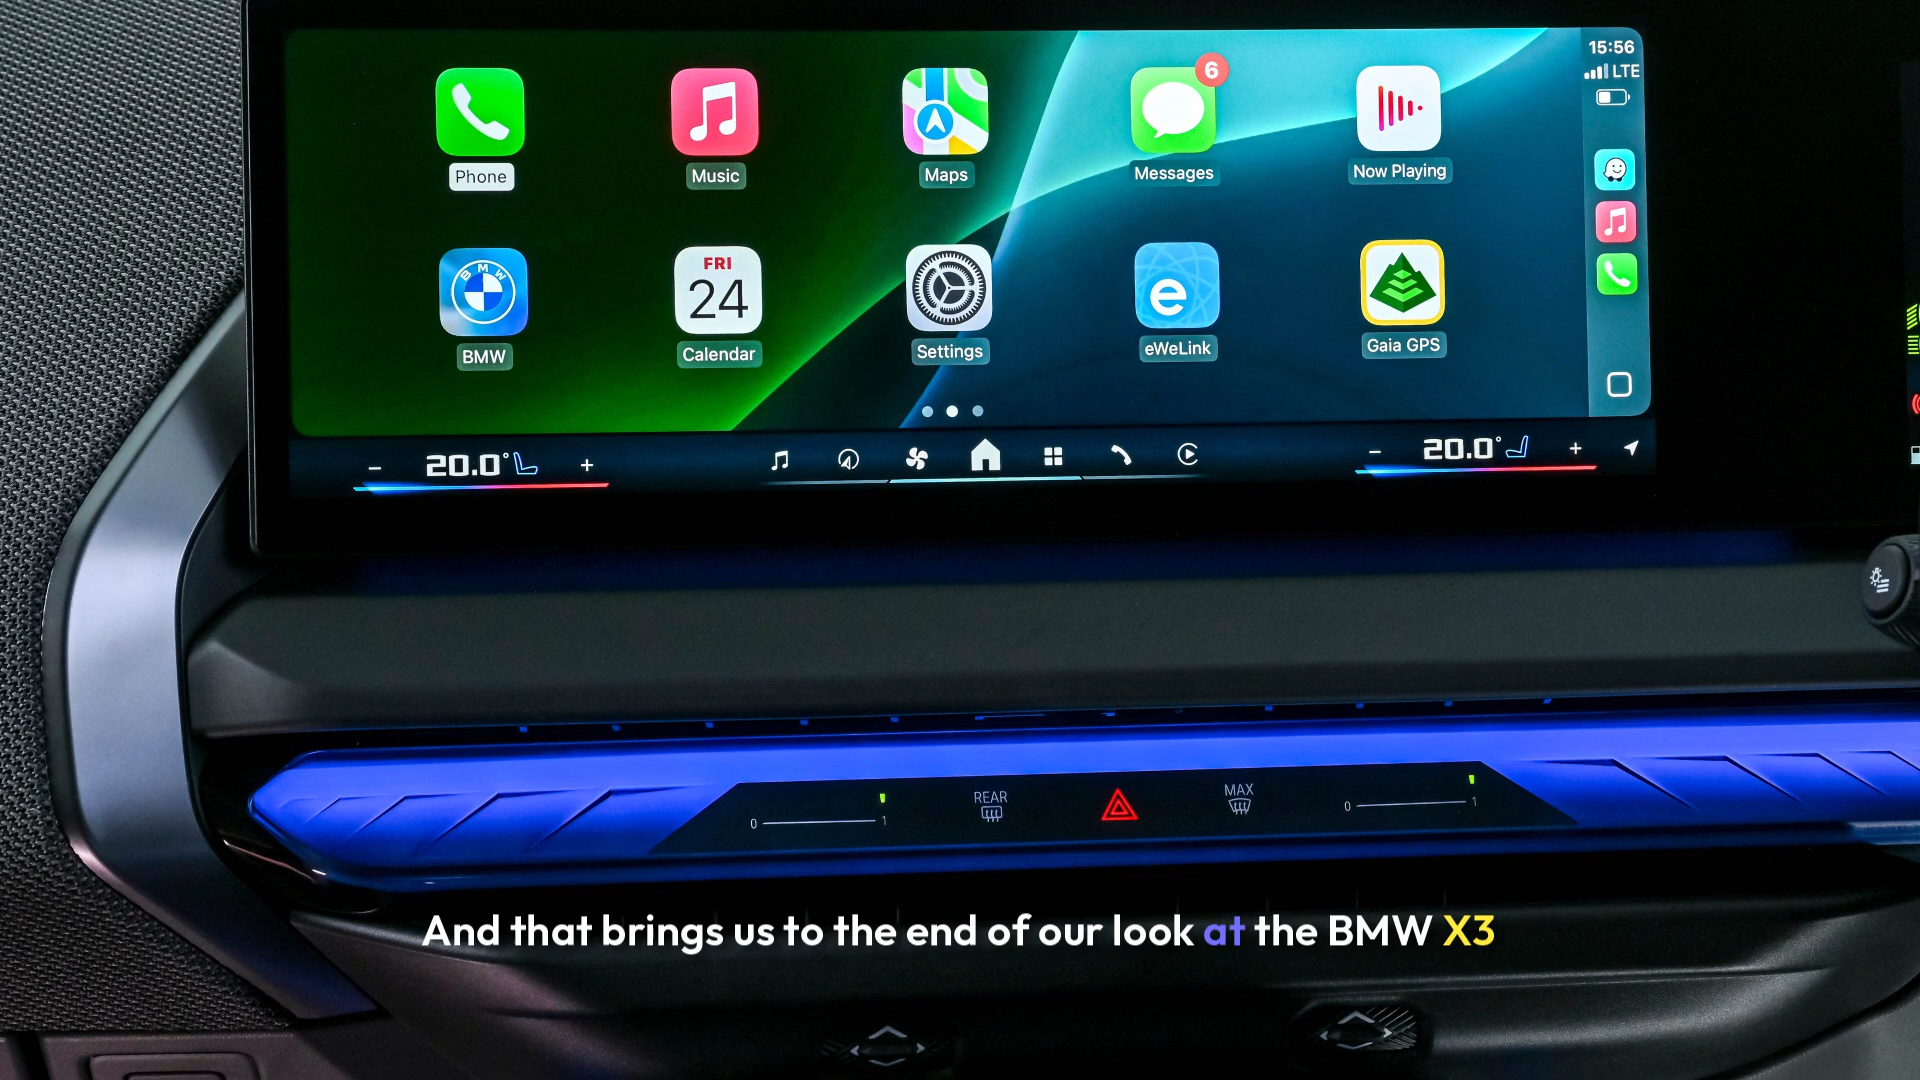 15:56
LTE
6
Phone
Music
Maps
Messages
Now Playing
BMW
FRI
24
e
BMW
Calendar
Settings
eWeLink
Gaia GPS
- 20.0° +
- 20.0° +
0 1
REAR
MAX
0 1
And that brings us to the end of our look at the BMW X3